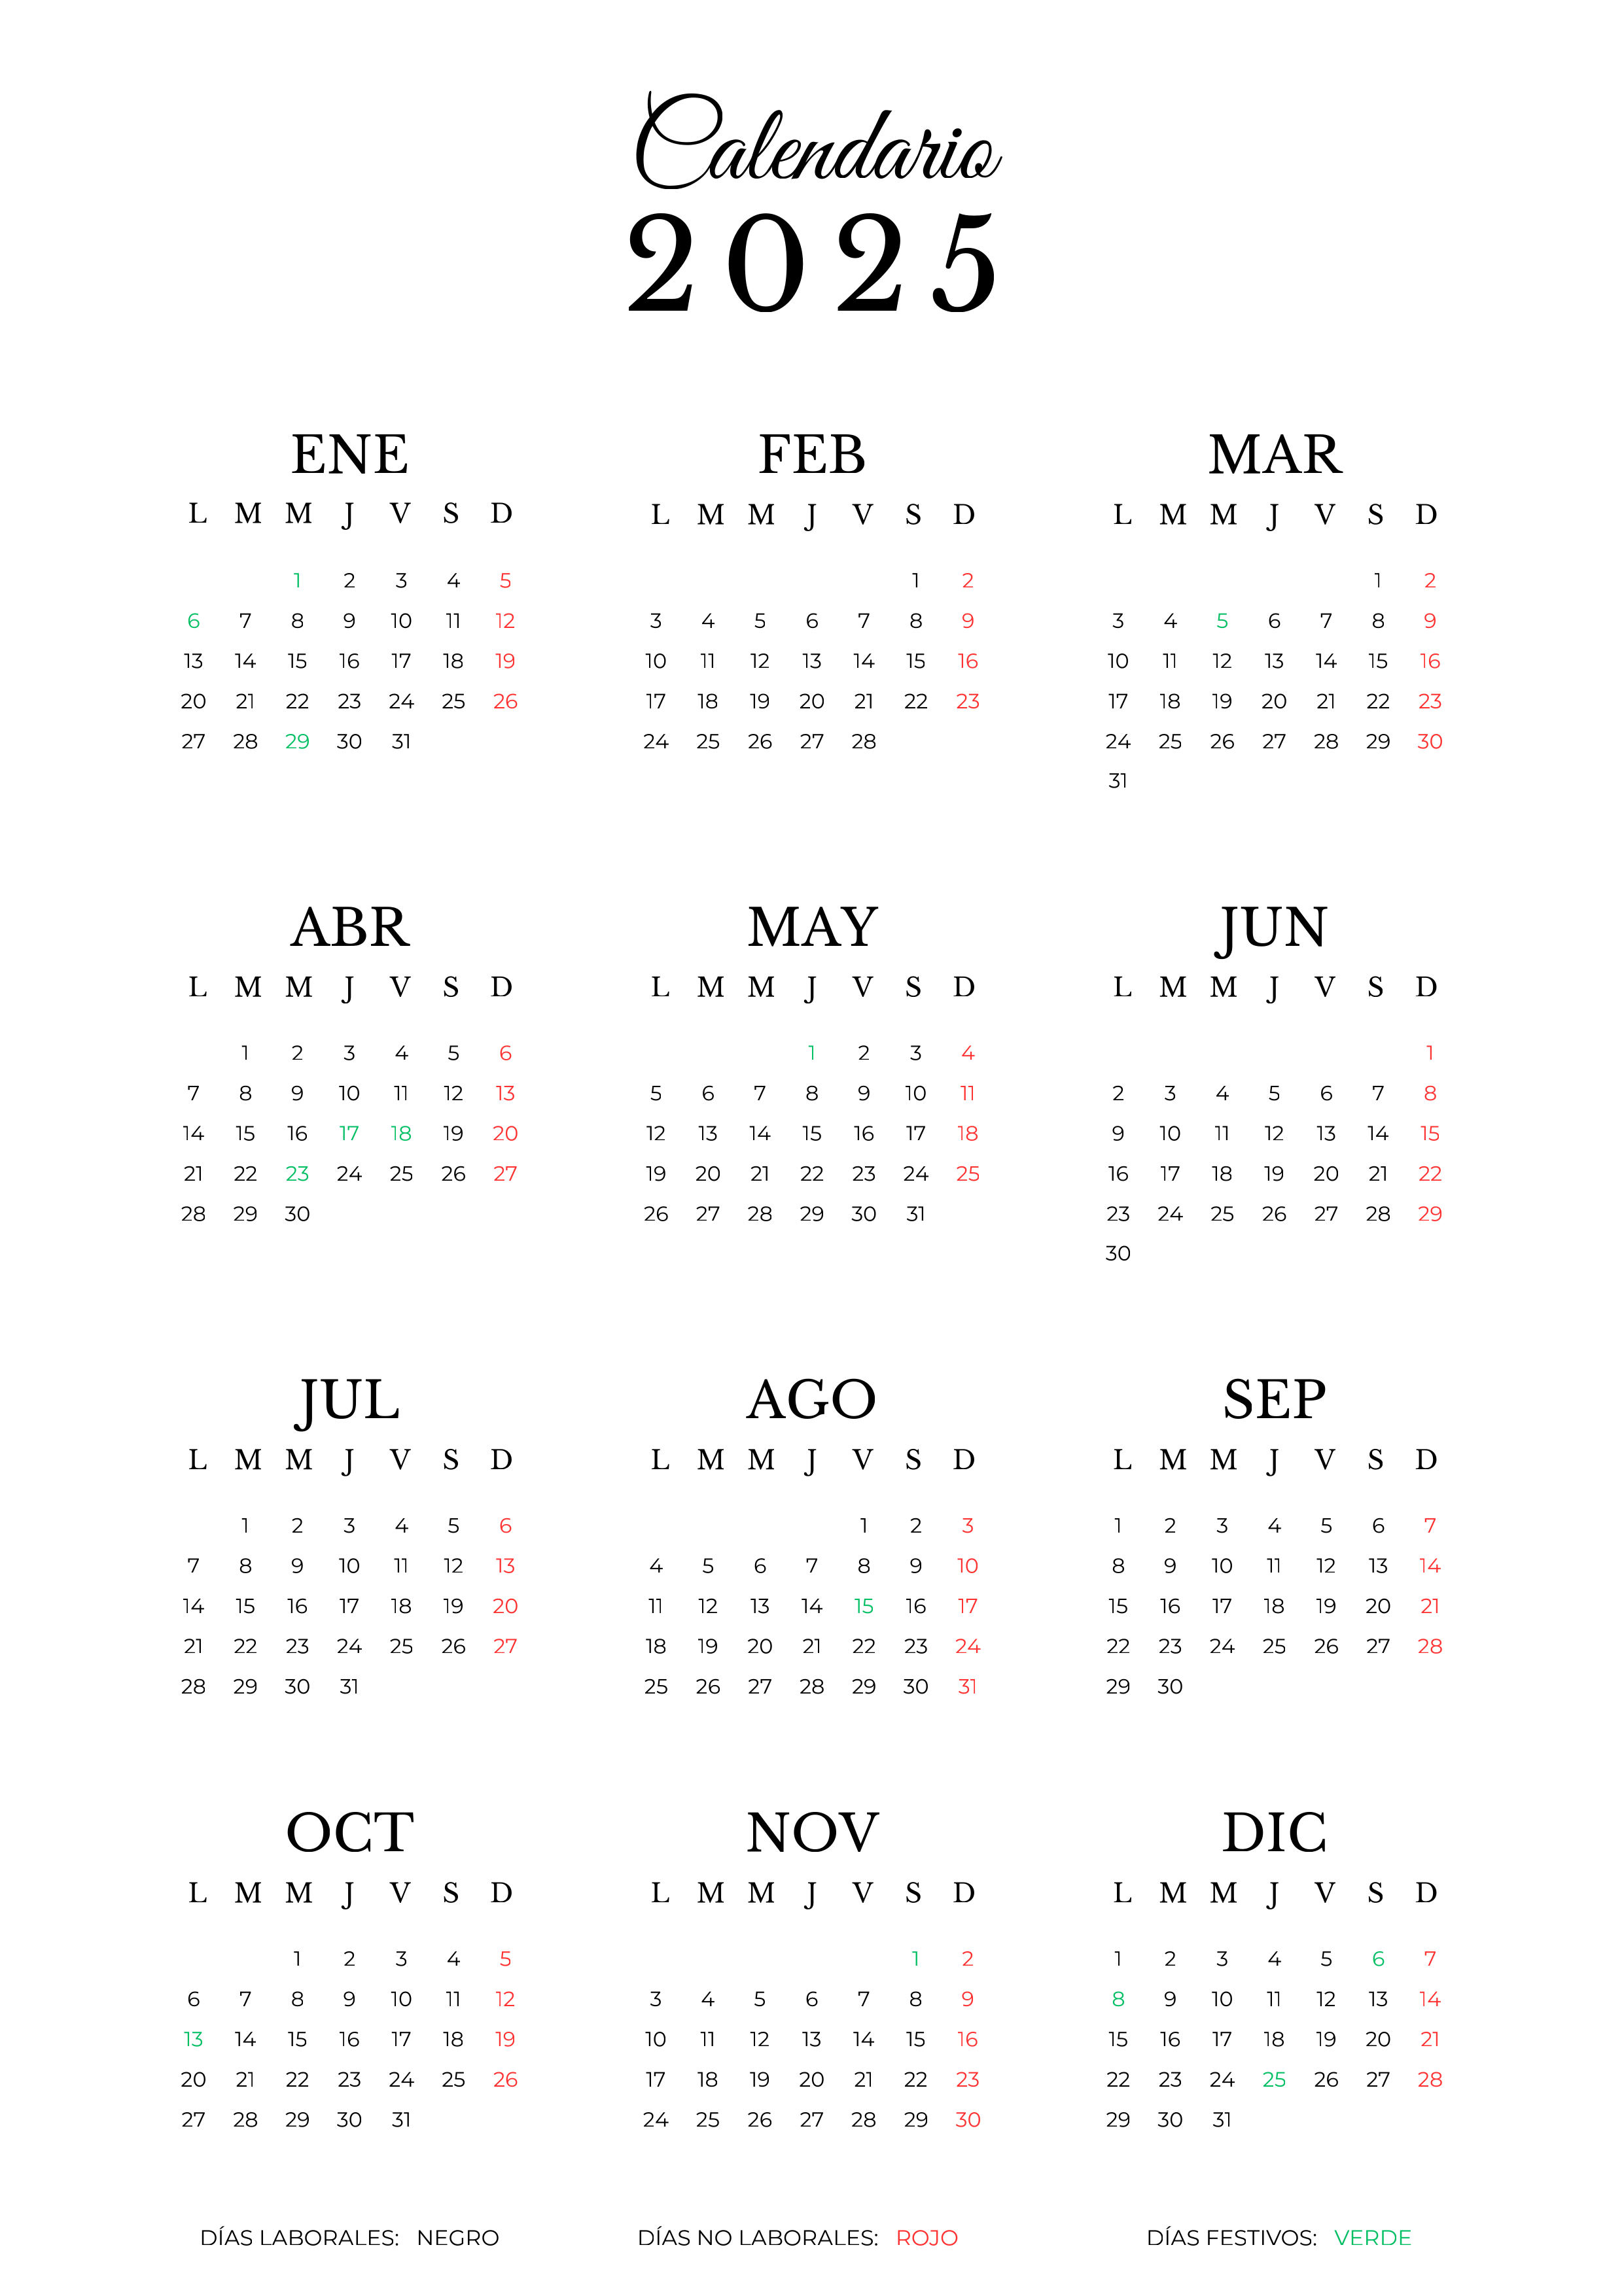 Calendario
2025
ENE
L M M J V S D
1 2 3 4 5
6 7 8 9 10 11 12
13 14 15 16 17 18 19
20 21 22 23 24 25 26
27 28 29 30 31
FEB
L M M J V S D
1 2
3 4 5 6 7 8 9
10 11 12 13 14 15 16
17 18 19 20 21 22 23
24 25 26 27 28
MAR
L M M J V S D
1 2
3 4 5 6 7 8 9
10 11 12 13 14 15 16
17 18 19 20 21 22 23
24 25 26 27 28 29 30
31
ABR
L M M J V S D
1 2 3 4 5 6
7 8 9 10 11 12 13
14 15 16 17 18 19 20
21 22 23 24 25 26 27
28 29 30
MAY
L M M J V S D
1 2 3 4
5 6 7 8 9 10 11
12 13 14 15 16 17 18
19 20 21 22 23 24 25
26 27 28 29 30 31
JUN
L M M J V S D
1
2 3 4 5 6 7 8
9 10 11 12 13 14 15
16 17 18 19 20 21 22
23 24 25 26 27 28 29
30
JUL
L M M J V S D
1 2 3 4 5 6
7 8 9 10 11 12 13
14 15 16 17 18 19 20
21 22 23 24 25 26 27
28 29 30 31
AGO
L M M J V S D
1 2 3
4 5 6 7 8 9 10
11 12 13 14 15 16 17
18 19 20 21 22 23 24
25 26 27 28 29 30 31
SEP
L M M J V S D
1 2 3 4 5 6 7
8 9 10 11 12 13 14
15 16 17 18 19 20 21
22 23 24 25 26 27 28
29 30
OCT
L M M J V S D
1 2 3 4 5
6 7 8 9 10 11 12
13 14 15 16 17 18 19
20 21 22 23 24 25 26
27 28 29 30 31
NOV
L M M J V S D
1 2
3 4 5 6 7 8 9
10 11 12 13 14 15 16
17 18 19 20 21 22 23
24 25 26 27 28 29 30
DIC
L M M J V S D
1 2 3 4 5 6 7
8 9 10 11 12 13 14
15 16 17 18 19 20 21
22 23 24 25 26 27 28
29 30 31
DÍAS LABORALES: NEGRO
DÍAS NO LABORALES: ROJO
DÍAS FESTIVOS: VERDE